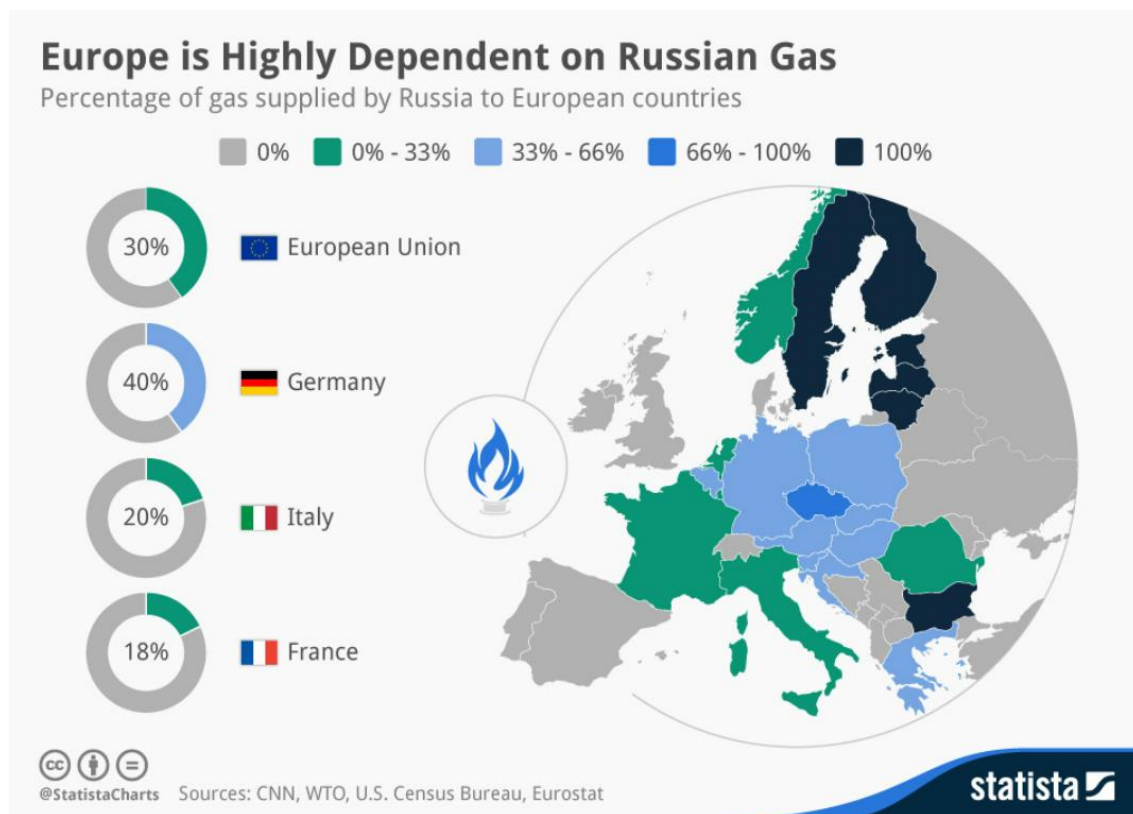 Europe is Highly Dependent on Russian Gas
Percentage of gas supplied by Russia to European countries
0% 0% - 33% 33% - 66% 66% - 100% 100%
30% European Union
40% Germany
20% Italy
18% France
cc
@StatistaCharts Sources: CNN, WTO, U.S. Census Bureau, Eurostat
statista